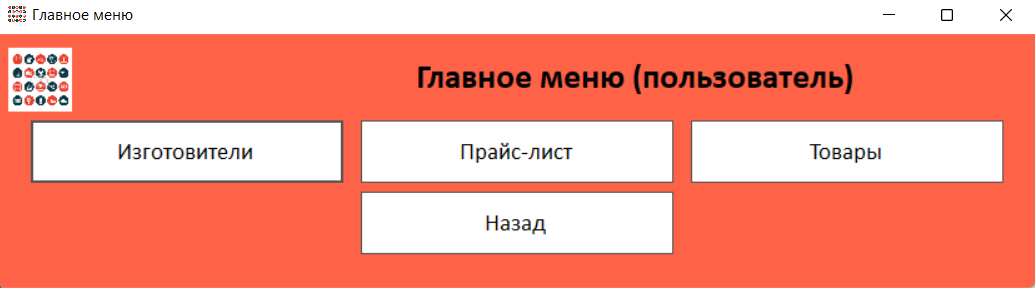 Главное меню
Главное меню (пользователь)
Изготовители
Прайс-лист
Товары
Назад